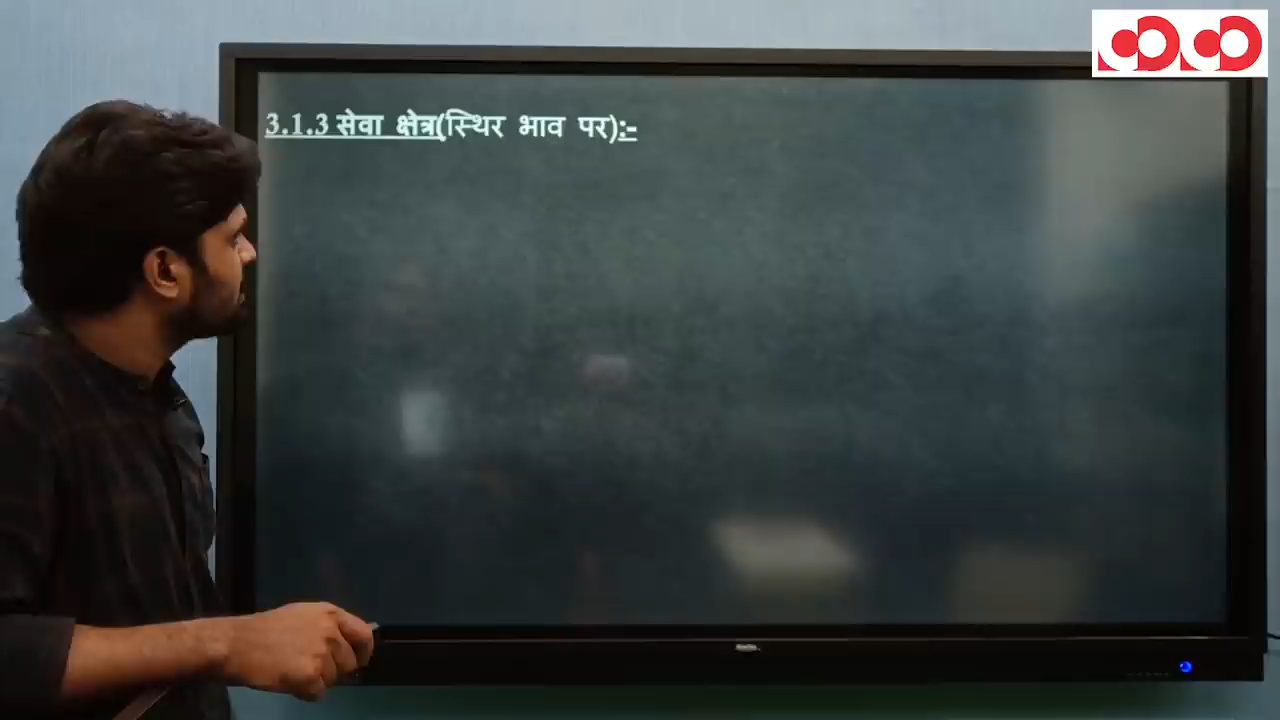 3.1.3 सेवा क्षेत्र(स्थिर भाव पर):-